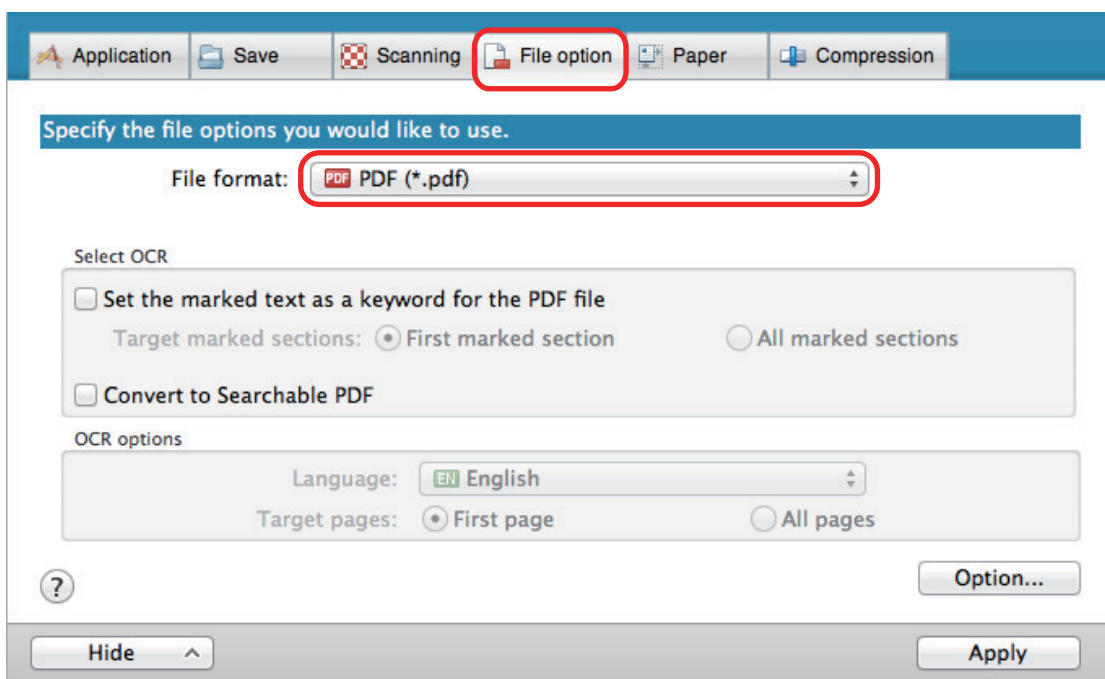 Application Save Scanning File option Paper Compression
Specify the file options you would like to use.
File format: PDF PDF (*.pdf)
Select OCR
Set the marked text as a keyword for the PDF file
Target marked sections: First marked section All marked sections
Convert to Searchable PDF
OCR options
Language: EN English
Target pages: First page All pages
? Option...
Hide Apply